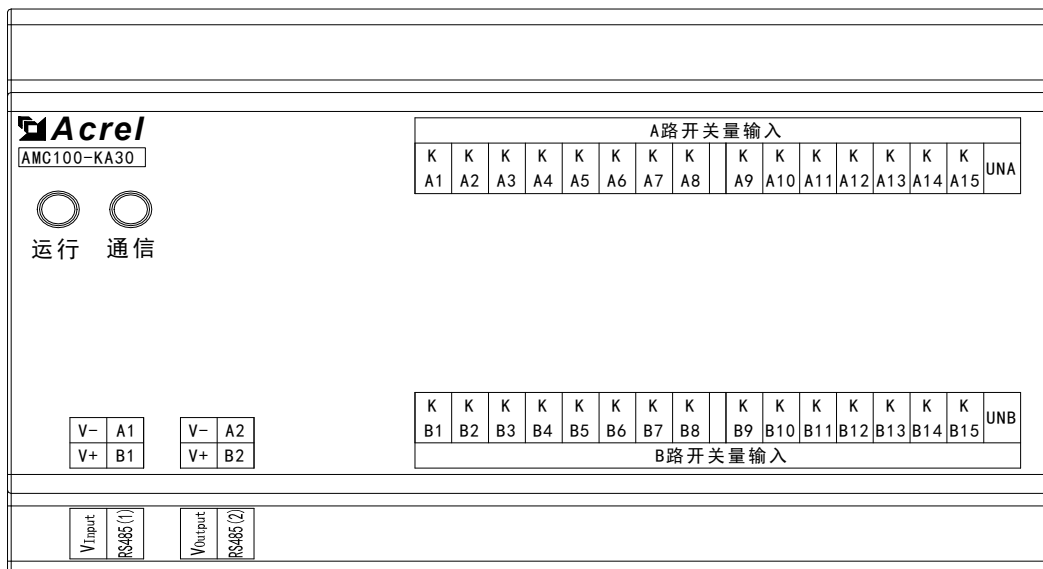 Acrel
AMC100-KA30
运行 通信
A路开关量输入
K K K K K K K K K K K K K K K UNA
A1 A2 A3 A4 A5 A6 A7 A8 A9 A10 A11 A12 A13 A14 A15
K K K K K K K K K K K K K K K UNB
B1 B2 B3 B4 B5 B6 B7 B8 B9 B10 B11 B12 B13 B14 B15
B路开关量输入
V- A1 V- A2
V+ B1 V+ B2
VInput RS485(1) VOutput RS485(2)